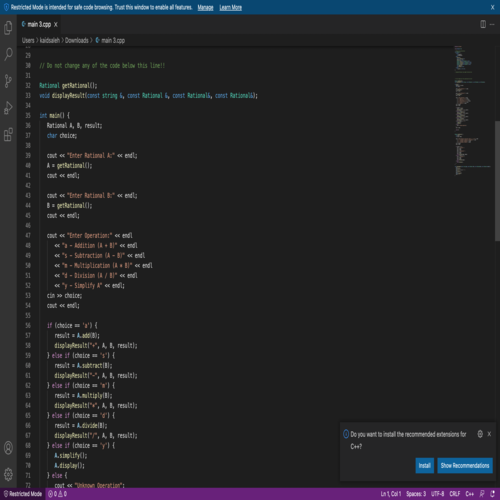 Restricted Mode is intended for safe code browsing. Trust this window to enable all features. Manage Learn More
main 3.cpp
Users > kaidsaleh > Downloads > main 3.cpp
29
30 // Do not change any of the code below this line!!
31
32 Rational getRational();
33 void displayResult(const string &, const Rational &, const Rational&, const Rational&);
34
35 int main() {
36 Rational A, B, result;
37 char choice;
38
39 cout << "Enter Rational A:" << endl;
40 A = getRational();
41 cout << endl;
42
43 cout << "Enter Rational B:" << endl;
44 B = getRational();
45 cout << endl;
46
47 cout << "Enter Operation:" << endl
48 << "a - Addition (A + B)" << endl
49 << "s - Subtraction (A - B)" << endl
50 << "m - Multiplication (A * B)" << endl
51 << "d - Division (A / B)" << endl
52 << "y - Simplify A" << endl;
53 cin >> choice;
54 cout << endl;
55
56 if (choice == 'a') {
57 result = A.add(B);
58 displayResult("+", A, B, result);
59 } else if (choice == 's') {
60 result = A.subtract(B);
61 displayResult("-", A, B, result);
62 } else if (choice == 'm') {
63 result = A.multiply(B);
64 displayResult("*", A, B, result);
65 } else if (choice == 'd') {
66 result = A.divide(B);
67 displayResult("/", A, B, result);
68 } else if (choice == 'y') {
69 A.simplify();
70 A.display();
71 } else {
72 cout << "Unknown Operation";
Do you want to install the recommended extensions for
C++?
Install Show Recommendations
Restricted Mode 0 0 Ln 1, Col 1 Spaces: 3 UTF-8 CRLF C++